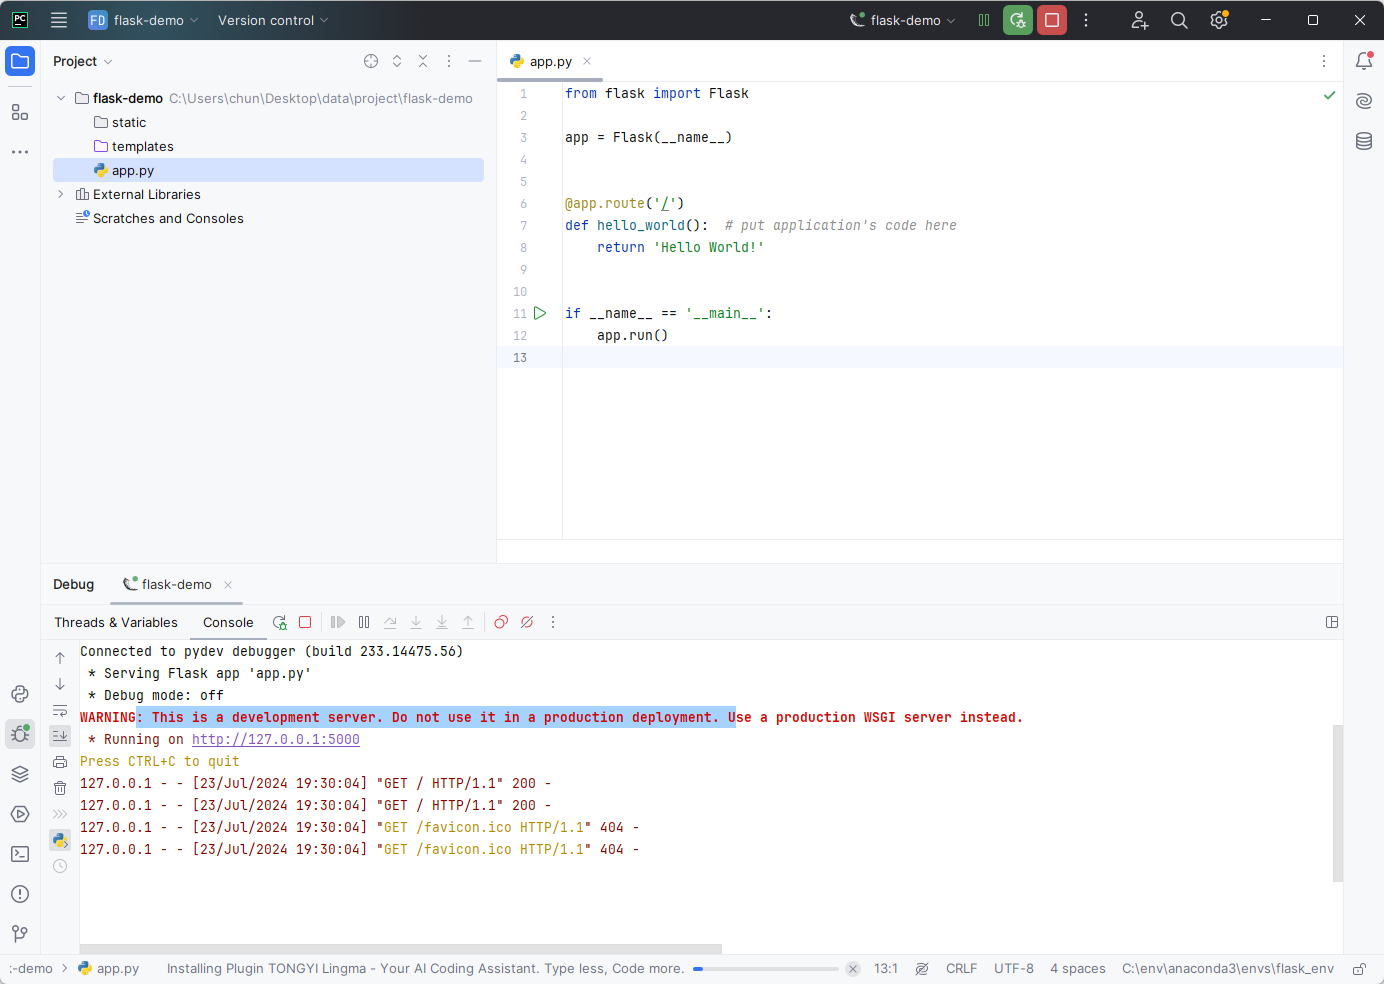 PC FD flask-demo Version control flask-demo
Project
app.py
flask-demo C:\Users\chun\Desktop\data\project\flask-demo
static
templates
app.py
External Libraries
Scratches and Consoles
1 from flask import Flask
2
3 app = Flask(__name__)
4
5
6 @app.route('/')
7 def hello_world():  # put application's code here
8     return 'Hello World!'
9
10
11 if __name__ == '__main__':
12     app.run()
13
Debug flask-demo
Threads & Variables Console
Connected to pydev debugger (build 233.14475.56)
 * Serving Flask app 'app.py'
 * Debug mode: off
WARNING: This is a development server. Do not use it in a production deployment. Use a production WSGI server instead.
 * Running on http://127.0.0.1:5000
Press CTRL+C to quit
127.0.0.1 - - [23/Jul/2024 19:30:04] "GET / HTTP/1.1" 200 -
127.0.0.1 - - [23/Jul/2024 19:30:04] "GET / HTTP/1.1" 200 -
127.0.0.1 - - [23/Jul/2024 19:30:04] "GET /favicon.ico HTTP/1.1" 404 -
127.0.0.1 - - [23/Jul/2024 19:30:04] "GET /favicon.ico HTTP/1.1" 404 -
:-demo app.py Installing Plugin TONGYI Lingma - Your AI Coding Assistant. Type less, Code more. 13:1 CRLF UTF-8 4 spaces C:\env\anaconda3\envs\flask_env